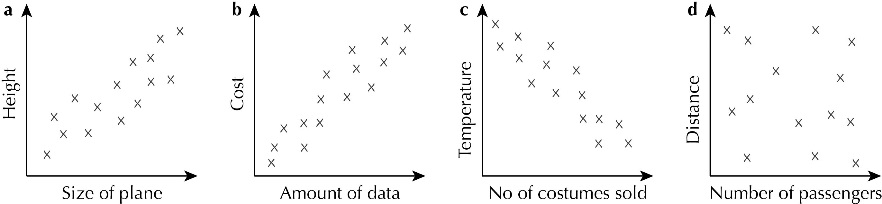 a
Height
Size of plane
b
Cost
Amount of data
c
Temperature
No of costumes sold
d
Distance
Number of passengers